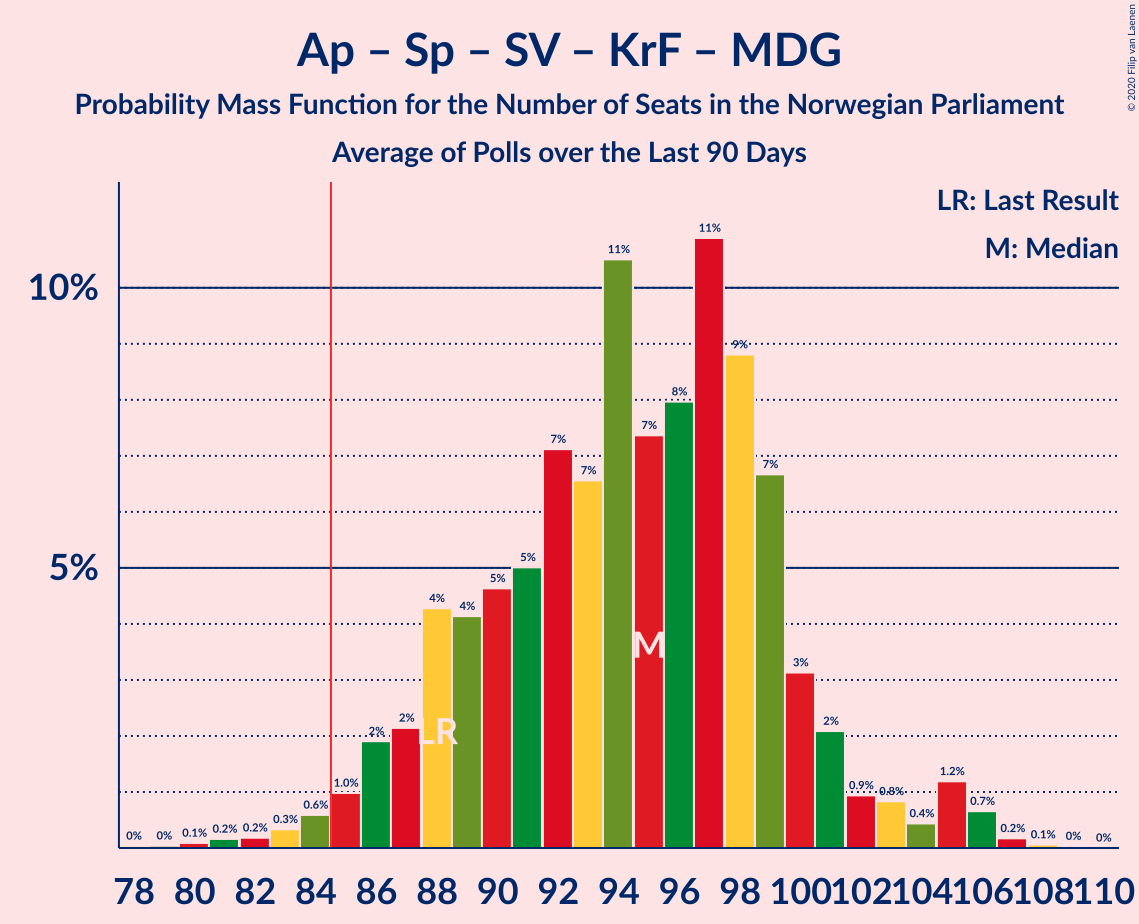 © 2020 Filip van Laenen
Ap – Sp – SV – KrF – MDG
Probability Mass Function for the Number of Seats in the Norwegian Parliament
Average of Polls over the Last 90 Days
LR: Last Result
M: Median
10%
5%
0% 0% 0.1% 0.2% 0.2% 0.3% 0.6% 1.0% 2% 2% 4% 4% 5% 5% 7% 7% 11% 7% 8% 11% 9% 7% 3% 2% 0.9% 0.8% 0.4% 1.2% 0.7% 0.2% 0.1% 0% 0%
M
LR
78 80 82 84 86 88 90 92 94 96 98 100 102 104 106 108 110